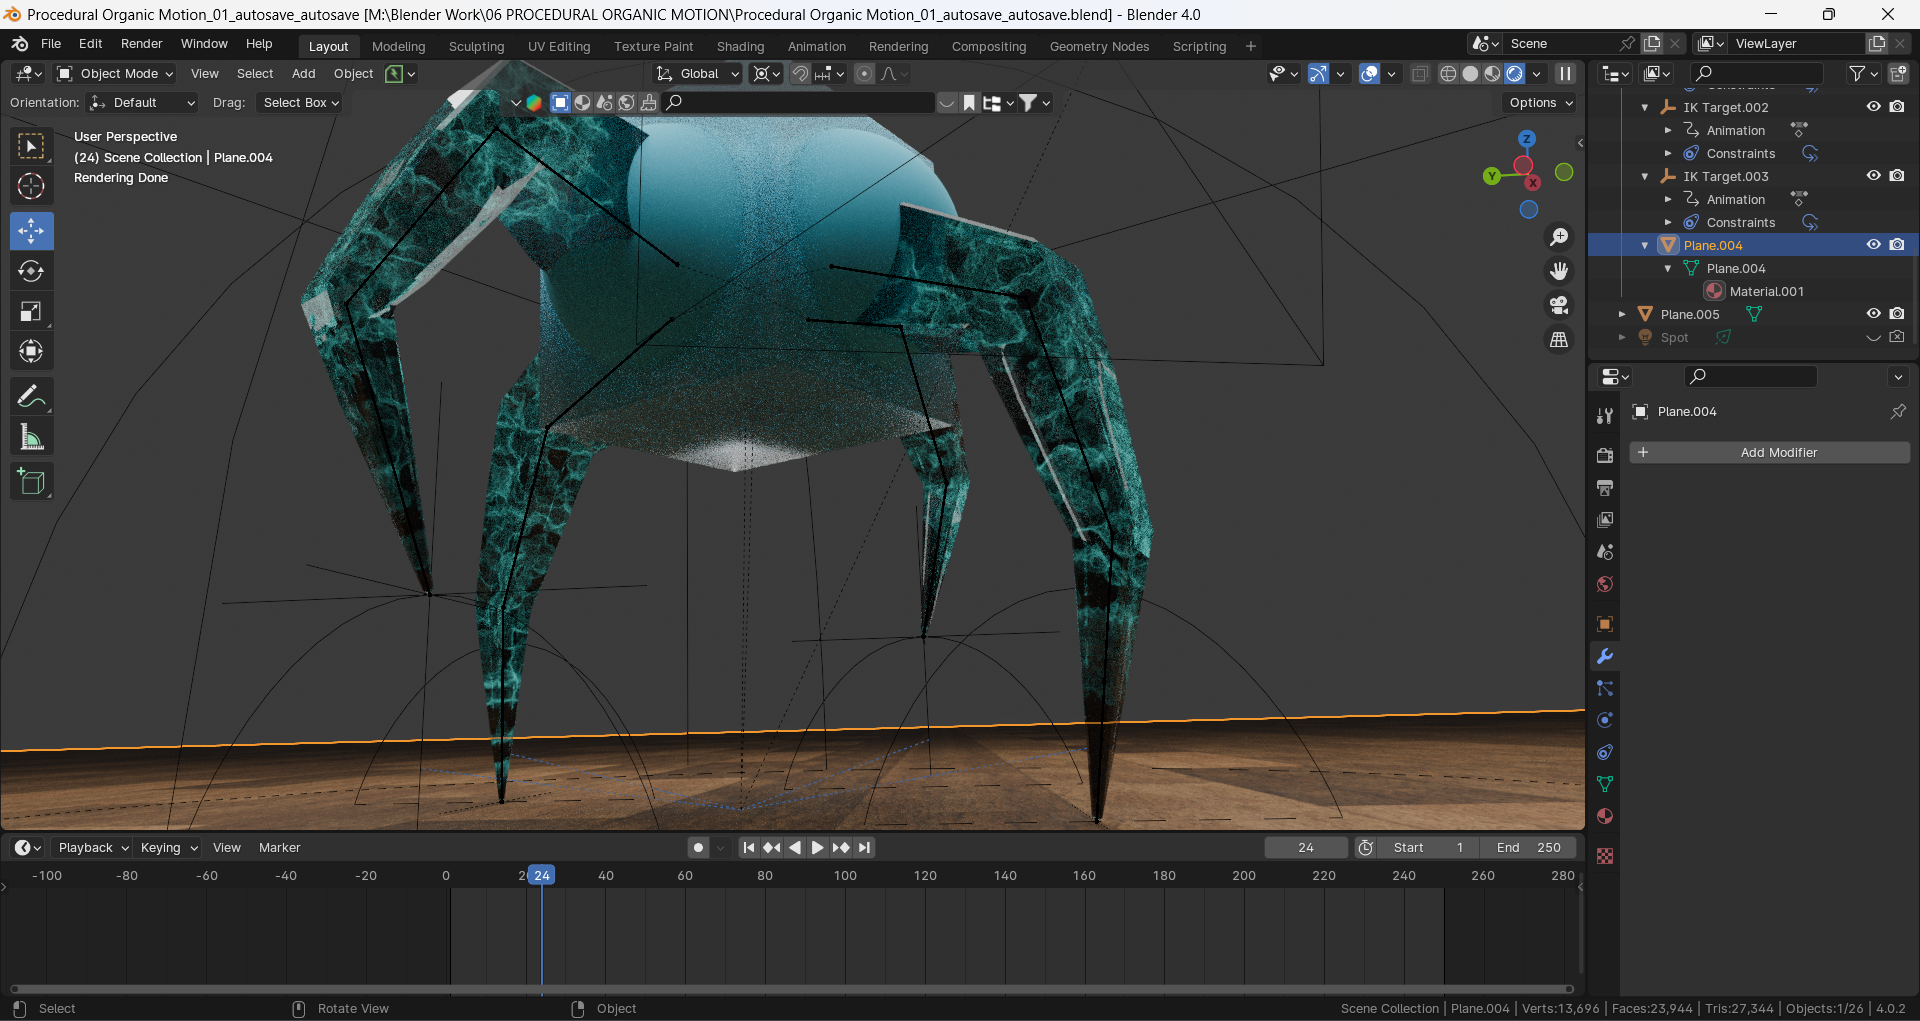 Procedural Organic Motion_01_autosave_autosave [M:\Blender Work\06 PROCEDURAL ORGANIC MOTION\Procedural Organic Motion_01_autosave_autosave.blend] - Blender 4.0
File Edit Render Window Help Layout Modeling Sculpting UV Editing Texture Paint Shading Animation Rendering Compositing Geometry Nodes Scripting + Scene ViewLayer
Object Mode View Select Add Object Global
Orientation: Default Drag: Select Box Options
User Perspective
(24) Scene Collection | Plane.004
Rendering Done
Z
Y
X
IK Target.002
Animation
Constraints
IK Target.003
Animation
Constraints
Plane.004
Plane.004
Material.001
Plane.005
Spot
Plane.004
+ Add Modifier
Playback Keying View Marker 24 Start 1 End 250
-100 -80 -60 -40 -20 0 24 40 60 80 100 120 140 160 180 200 220 240 260 280
Select Rotate View Object Scene Collection | Plane.004 | Verts:13,696 | Faces:23,944 | Tris:27,344 | Objects:1/26 | 4.0.2